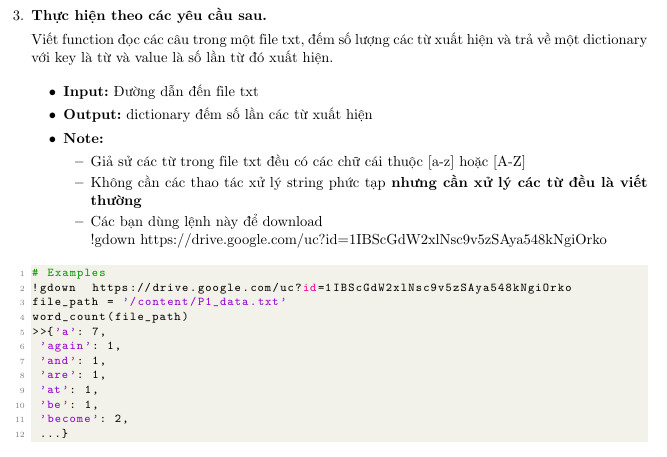 3. Thực hiện theo các yêu cầu sau.
Viết function đọc các câu trong một file txt, đếm số lượng các từ xuất hiện và trả về một dictionary
với key là từ và value là số lần từ đó xuất hiện.
• Input: Đường dẫn đến file txt
• Output: dictionary đếm số lần các từ xuất hiện
• Note:
– Giả sử các từ trong file txt đều có các chữ cái thuộc [a-z] hoặc [A-Z]
– Không cần các thao tác xử lý string phức tạp nhưng cần xử lý các từ đều là viết
thường
– Các bạn dùng lệnh này để download
!gdown https://drive.google.com/uc?id=1IBScGdW2xlNsc9v5zSAya548kNgiOrko
1 # Examples
2 !gdown https://drive.google.com/uc?id=1IBScGdW2xlNsc9v5zSAya548kNgiOrko
3 file_path = '/content/P1_data.txt'
4 word_count(file_path)
5 >>{'a': 7,
6 'again': 1,
7 'and': 1,
8 'are': 1,
9 'at': 1,
10 'be': 1,
11 'become': 2,
12 ...}